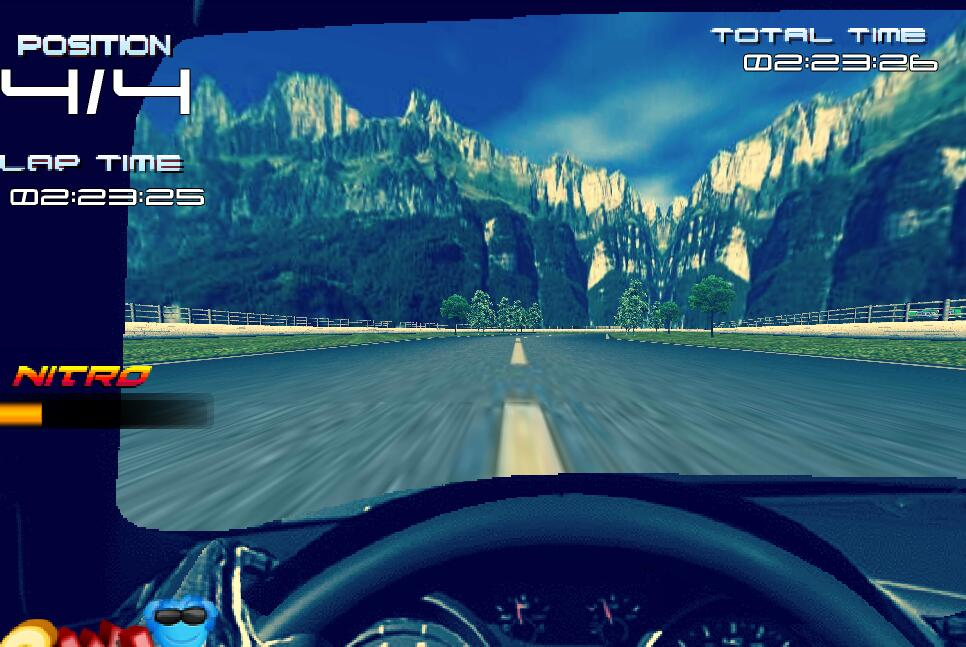 POSITION
4/4
TOTAL TIME
02:23:26
LAP TIME
02:23:25
NITRO